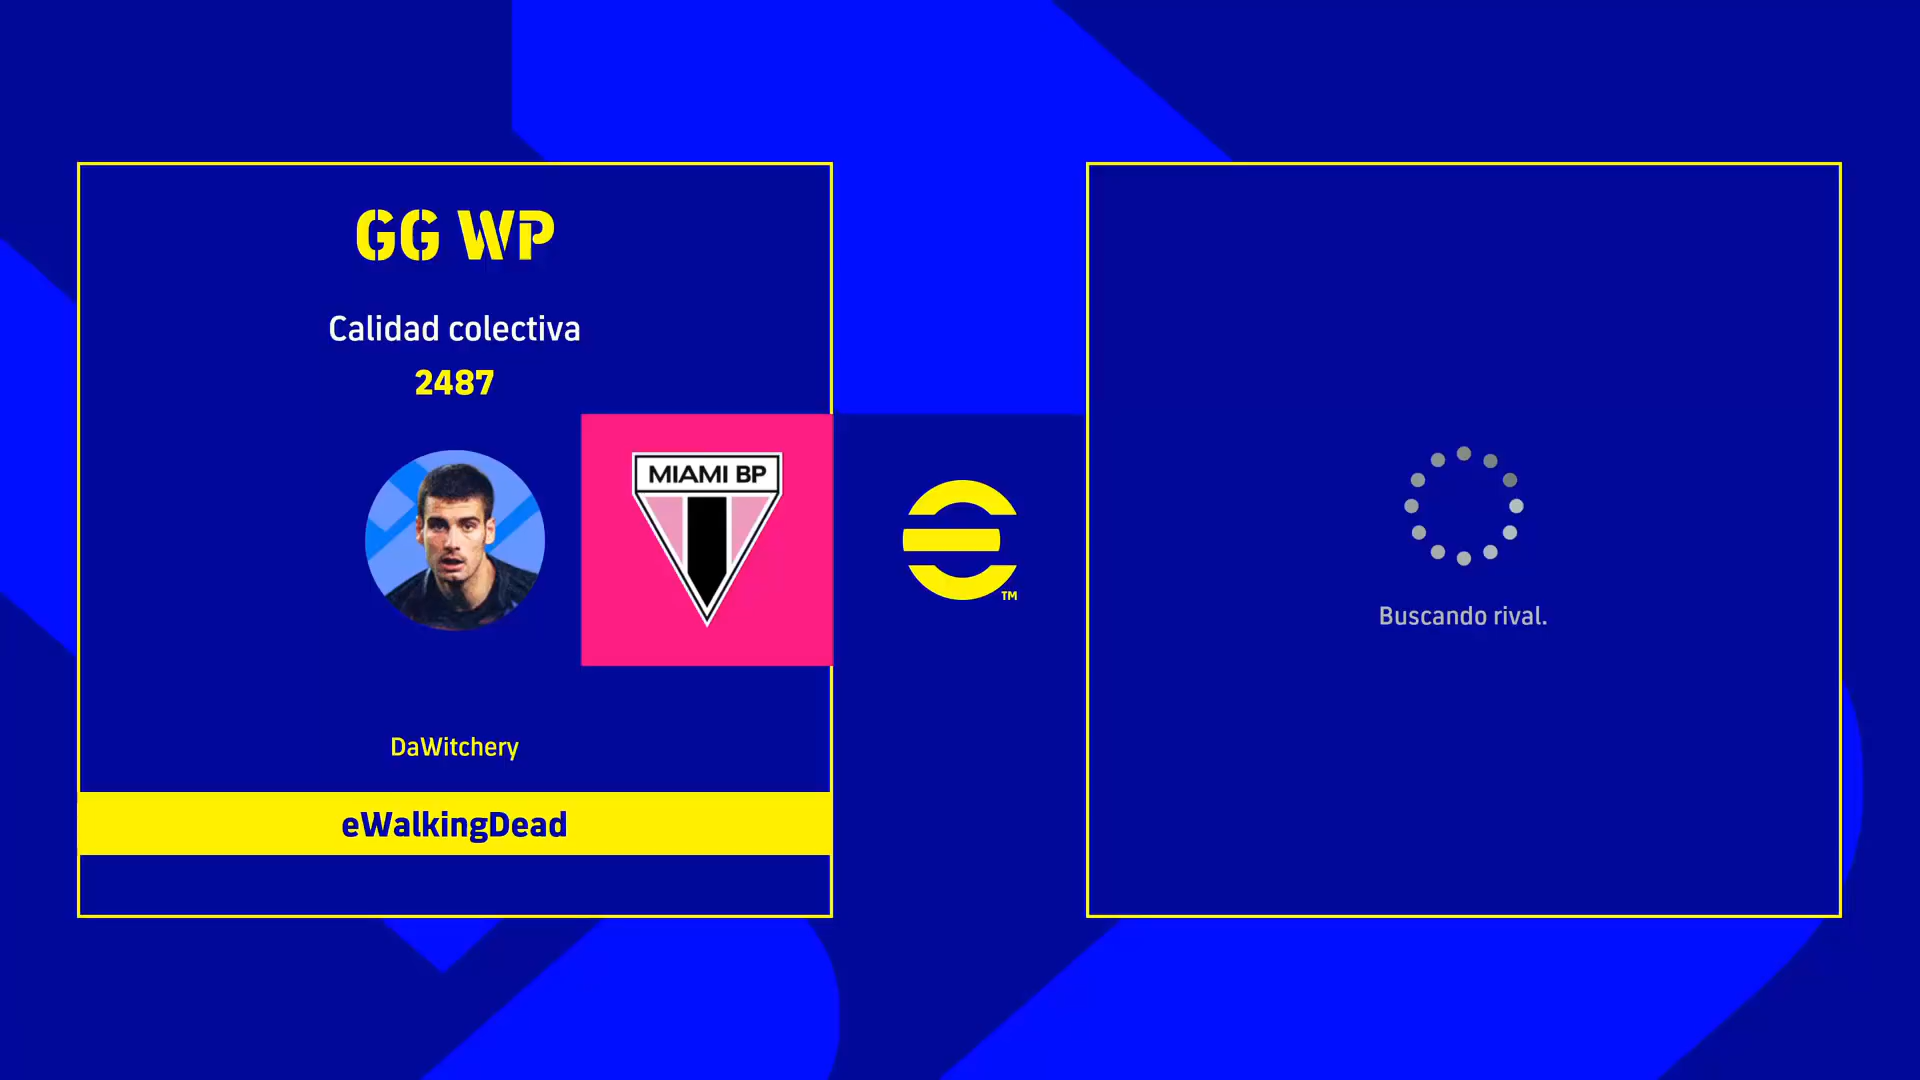 GG WP
Calidad colectiva
2487
MIAMI BP
TM
DaWitchery
eWalkingDead
Buscando rival.